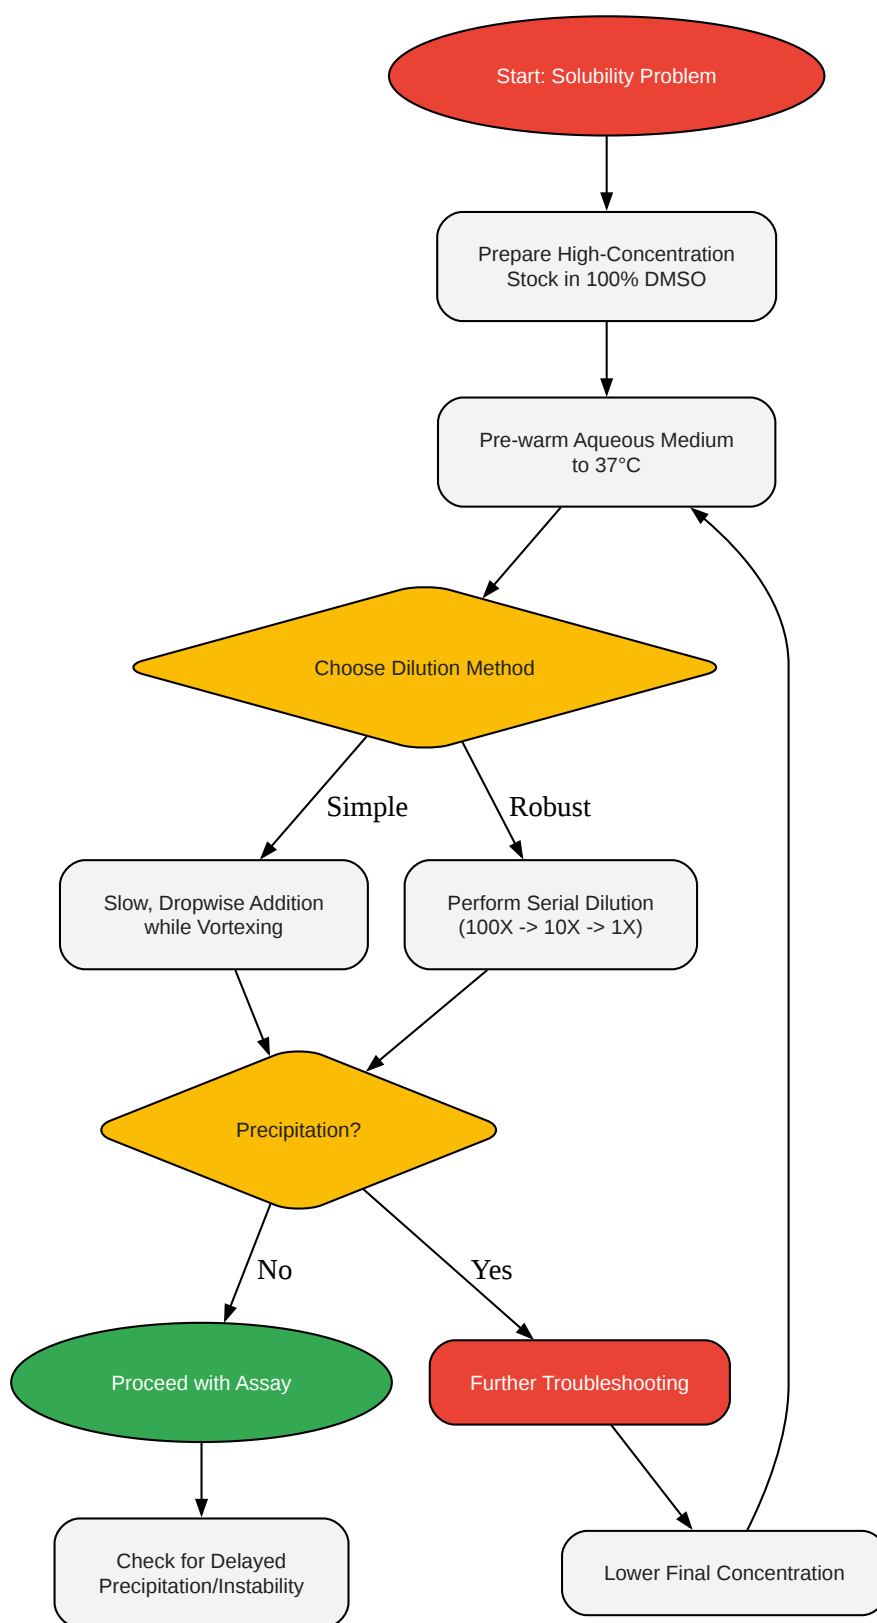 Start: Solubility Problem
Prepare High-Concentration
Stock in 100% DMSO
Pre-warm Aqueous Medium
to 37°C
Choose Dilution Method
Simple
Robust
Slow, Dropwise Addition
while Vortexing
Perform Serial Dilution
(100X -> 10X -> 1X)
Precipitation?
No
Yes
Proceed with Assay
Further Troubleshooting
Check for Delayed
Precipitation/Instability
Lower Final Concentration